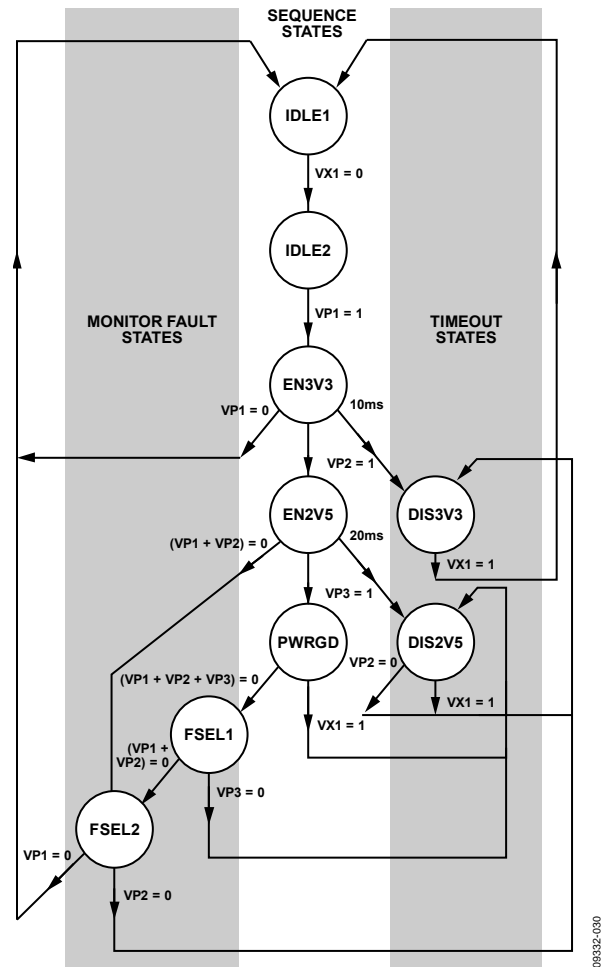 SEQUENCE
STATES
IDLE1
VX1 = 0
IDLE2
VP1 = 1
MONITOR FAULT
STATES
TIMEOUT
STATES
EN3V3
10ms
VP1 = 0
VP2 = 1
EN2V5
DIS3V3
(VP1 + VP2) = 0
20ms
VX1 = 1
VP3 = 1
PWRGD
DIS2V5
VP2 = 0
(VP1 + VP2 + VP3) = 0
VX1 = 1
VX1 = 1
FSEL1
(VP1 +
VP2) = 0
VP3 = 0
FSEL2
VP1 = 0
VP2 = 0
09332-030